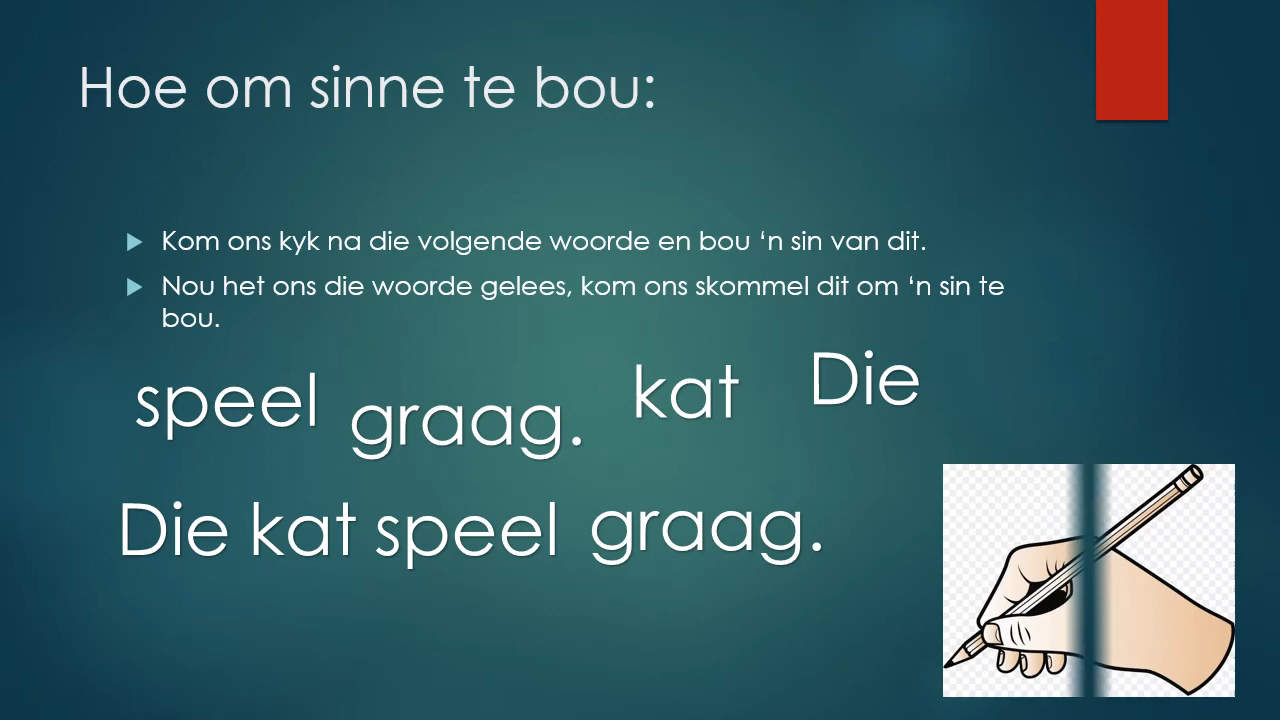 Hoe om sinne te bou:
Kom ons kyk na die volgende woorde en bou ‘n sin van dit.
Nou het ons die woorde gelees, kom ons skommel dit om ‘n sin te
bou.
speel graag. kat Die
Die kat speel graag.